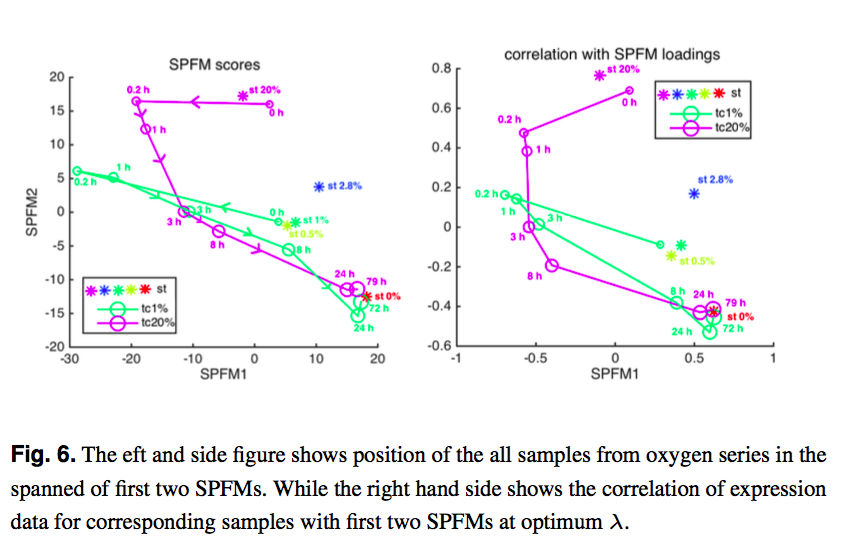 SPFM scores
20
15
10
5
0
-5
-10
-15
-20
SPFM2
-30
-20
-10
0
10
20
SPFM1
0.2 h
st 20%
0 h
1 h
1 h
0.2 h
st 2.8%
3 h
3 h
0 h
st 1%
st 0.5%
8 h
8 h
24 h
79 h
st 0%
72 h
24 h
st
tc1%
tc20%
correlation with SPFM loadings
0.8
0.6
0.4
0.2
0
-0.2
-0.4
-0.6
-1
-0.5
0
0.5
1
SPFM1
st 20%
0 h
0.2 h
1 h
st 2.8%
0.2 h
1 h
3 h
3 h
st 0.5%
8 h
8 h
24 h
79 h
st 0%
24 h
72 h
st
tc1%
tc20%
Fig. 6. The eft and side figure shows position of the all samples from oxygen series in the
spanned of first two SPFMs. While the right hand side shows the correlation of expression
data for corresponding samples with first two SPFMs at optimum λ.